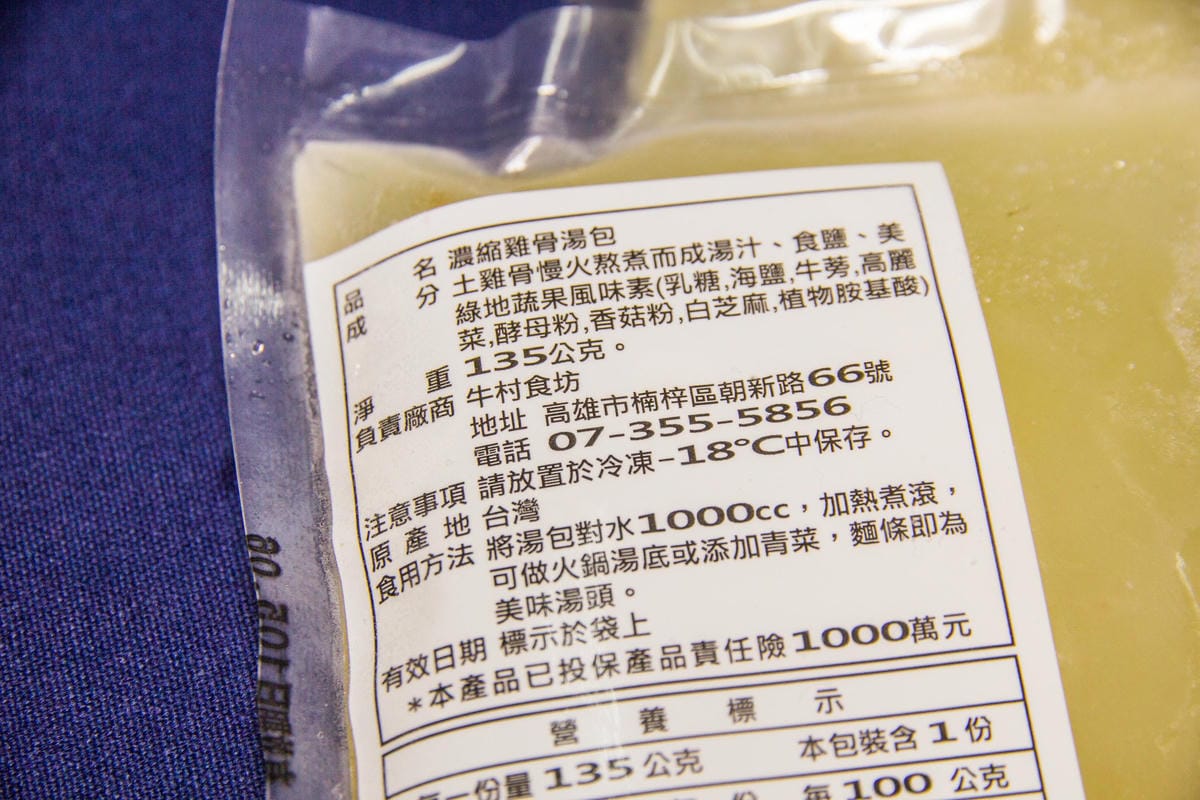 品名 濃縮雞骨湯包
成分 土雞骨慢火熬煮而成湯汁、食鹽、美
綠地蔬果風味素(乳糖,海鹽,牛蒡,高麗
菜,酵母粉,香菇粉,白芝麻,植物胺基酸)
淨重 135公克。
負責廠商 牛村食坊
地址 高雄市楠梓區朝新路66號
電話 07-355-5856
注意事項 請放置於冷凍-18°C中保存。
原產地 台灣
食用方法 將湯包對水1000cc，加熱煮滾，
可做火鍋湯底或添加青菜，麵條即為
美味湯頭。
有效日期 標示於袋上
*本產品已投保產品責任險1000萬元
營養標示
每一份量 135公克 本包裝含1份
每份 每100公克